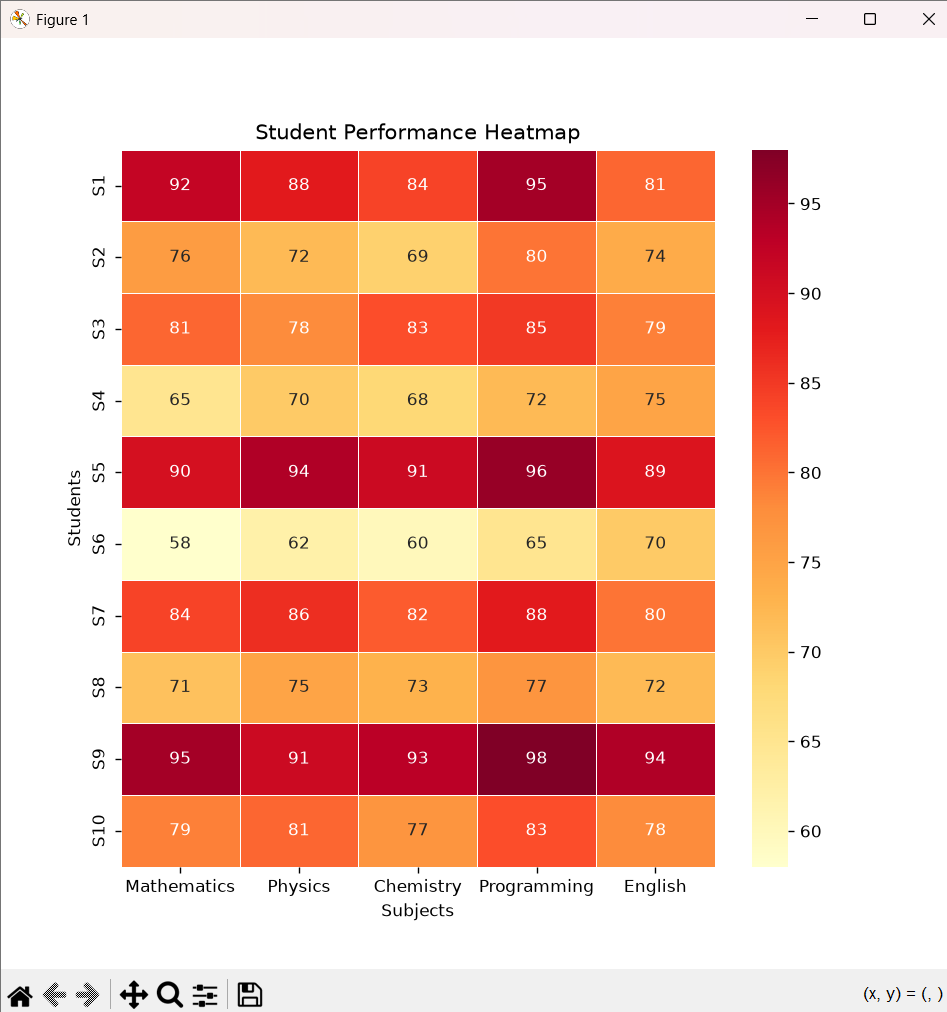 Figure 1
Student Performance Heatmap
S1 92 88 84 95 81
S2 76 72 69 80 74
S3 81 78 83 85 79
S4 65 70 68 72 75
S5 90 94 91 96 89
S6 58 62 60 65 70
S7 84 86 82 88 80
S8 71 75 73 77 72
S9 95 91 93 98 94
S10 79 81 77 83 78
Students
Mathematics Physics Chemistry Programming English
Subjects
95
90
85
80
75
70
65
60
(x, y) = (, )